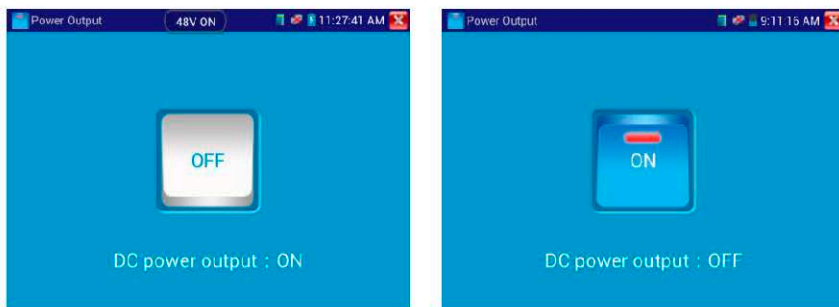 Power Output 48V ON 11:27:41 AM
OFF
DC power output : ON
Power Output 9:11:15 AM
ON
DC power output : OFF